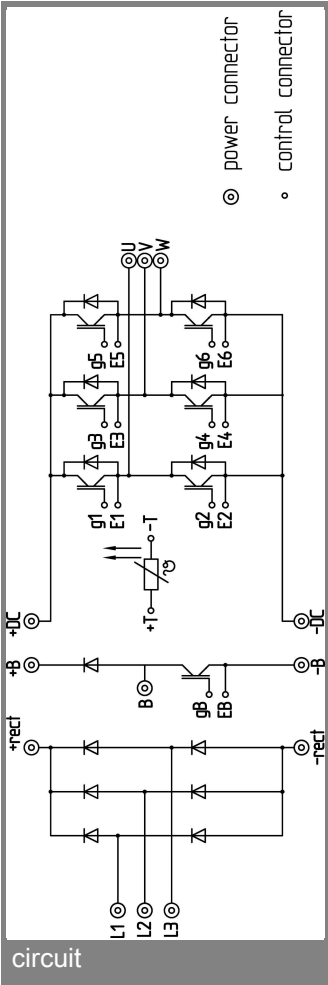 power connector
control connector
U
V
W
g5
E5
g6
E6
g3
E3
g4
E4
g1
E1
g2
E2
-T
ϑ
+T
+DC
-DC
+B
B
gB
EB
-B
+rect
-rect
L1
L2
L3
circuit